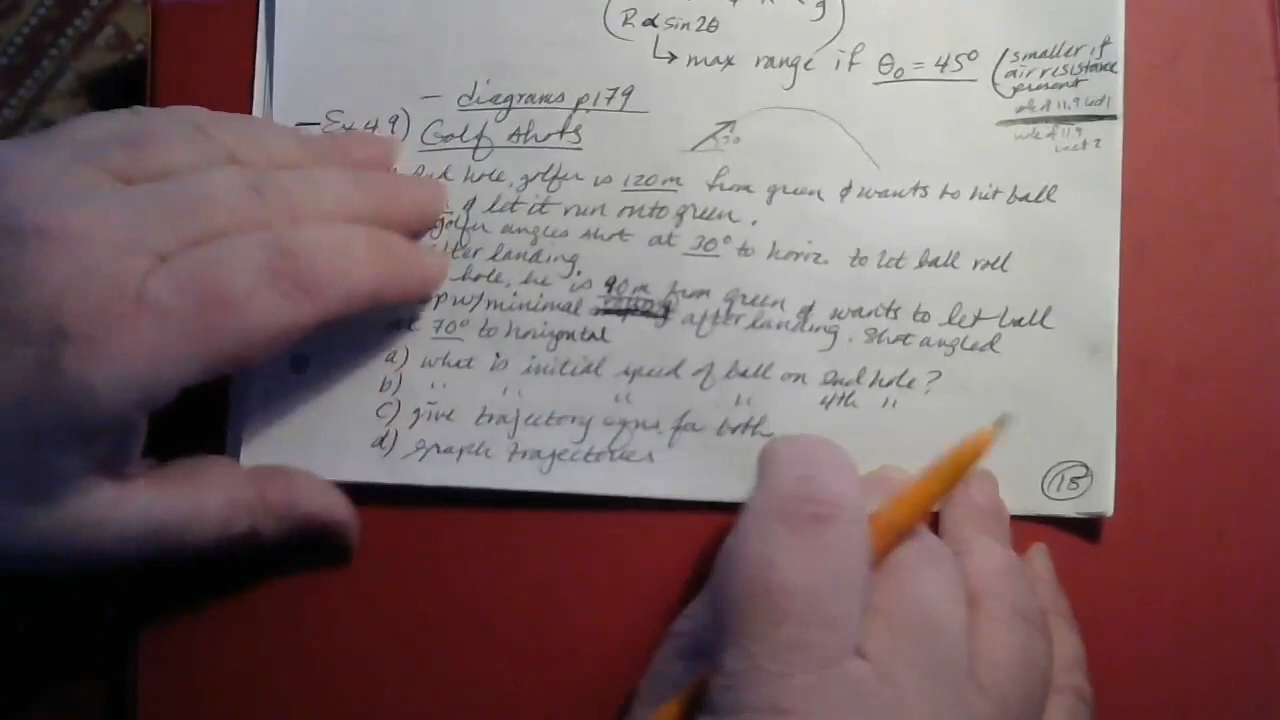 g
R α sin 2θ
↳ max range if θ₀ = 45° (smaller if
air resistance
present
wk of 11.9 lect 1
wk of 11.9
lect 2
- diagrams p179
- Ex 4.9) Golf shots
30
2nd hole, golfer is 120m from green & wants to hit ball
& let it run onto green.
golfer angles shot at 30° to horiz. to let ball roll
after landing.
hole, he is 90m from green & wants to let ball
w/minimal after landing. Shot angled
at 70° to horizontal
a) what is initial speed of ball on 2nd hole?
b) " " " " 4th "
c) give trajectory eqns. for both
d) graph trajectories
15